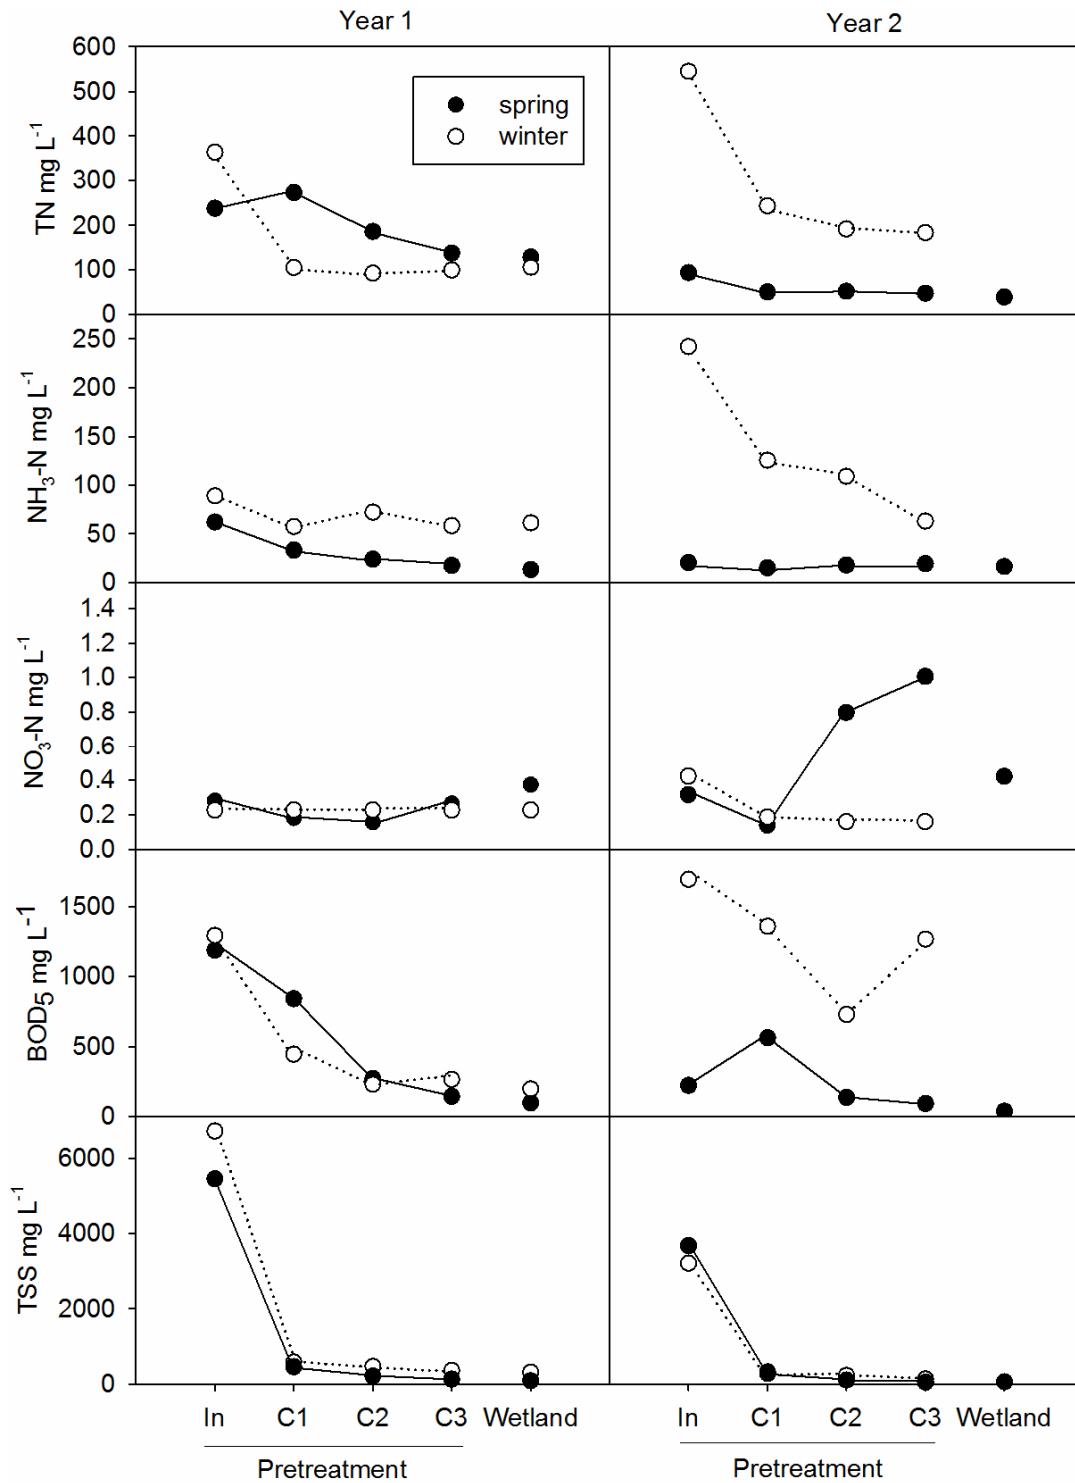 Year 1
Year 2
spring
winter
TN mg L-1
600
500
400
300
200
100
0
NH3-N mg L-1
250
200
150
100
50
0
NO3-N mg L-1
1.4
1.2
1.0
0.8
0.6
0.4
0.2
0.0
BOD5 mg L-1
1500
1000
500
0
TSS mg L-1
6000
4000
2000
0
In C1 C2 C3 Wetland
In C1 C2 C3 Wetland
Pretreatment
Pretreatment